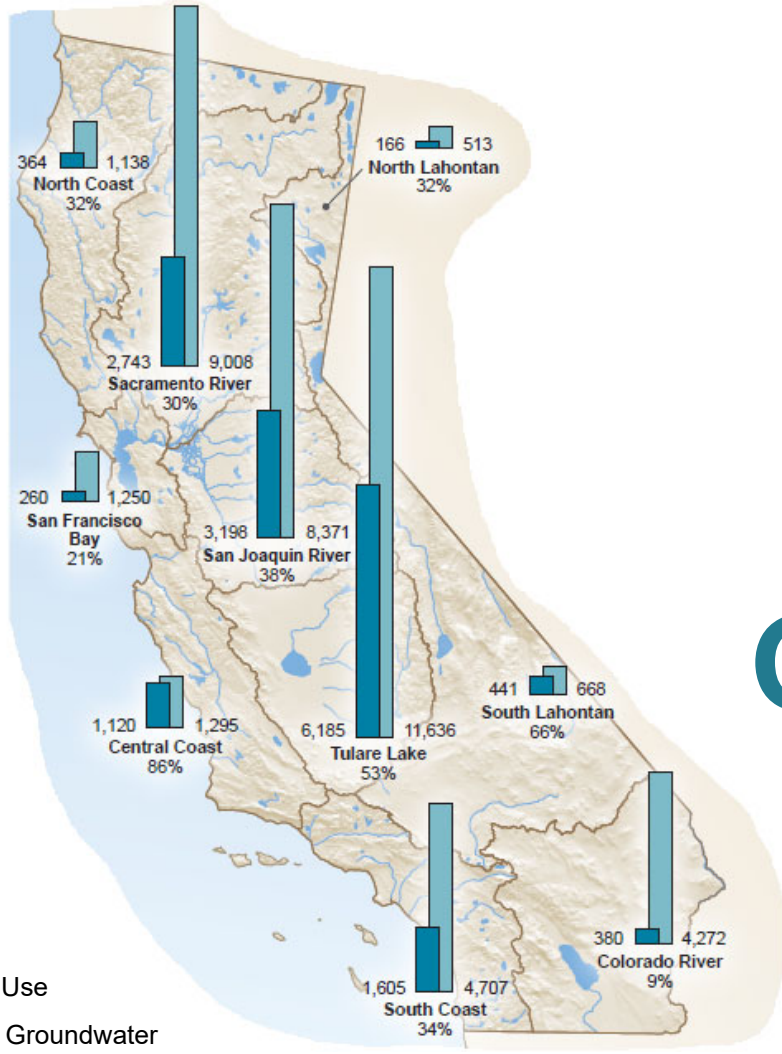 364 1,138
North Coast
32%
166 513
North Lahontan
32%
2,743 9,008
Sacramento River
30%
260 1,250
San Francisco
Bay
21%
3,198 8,371
San Joaquin River
38%
1,120 1,295
Central Coast
86%
6,185 11,636
Tulare Lake
53%
441 668
South Lahontan
66%
380 4,272
Colorado River
9%
1,605 4,707
South Coast
34%
Use
Groundwater